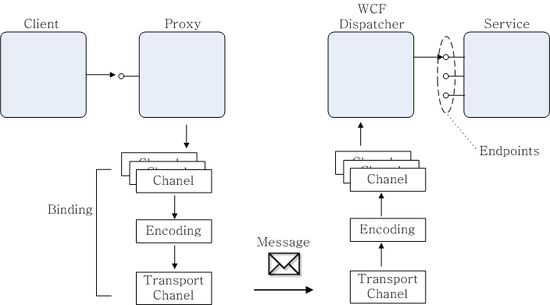 Client
Proxy
WCF
Dispatcher
Service
Endpoints
Chanel
Chanel
Binding
Encoding
Encoding
Message
Transport
Chanel
Transport
Chanel